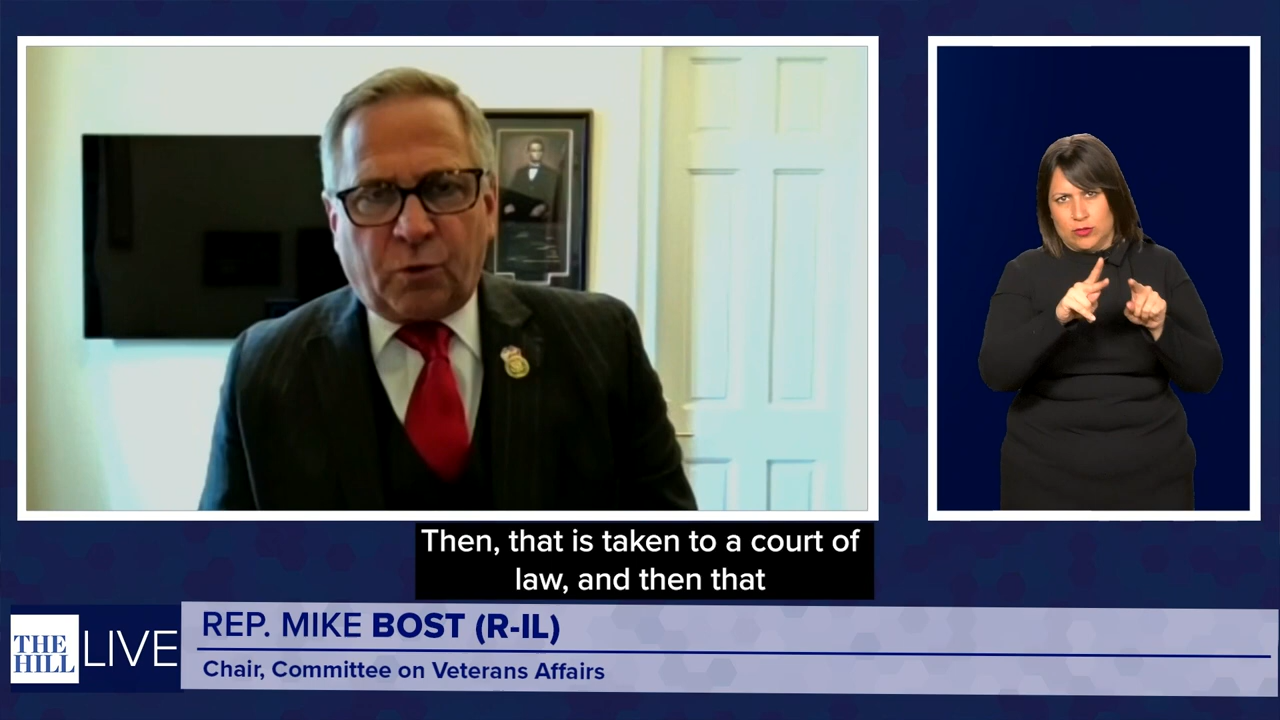 Then, that is taken to a court of
law, and then that
THE
HILL
LIVE
REP. MIKE BOST (R-IL)
Chair, Committee on Veterans Affairs